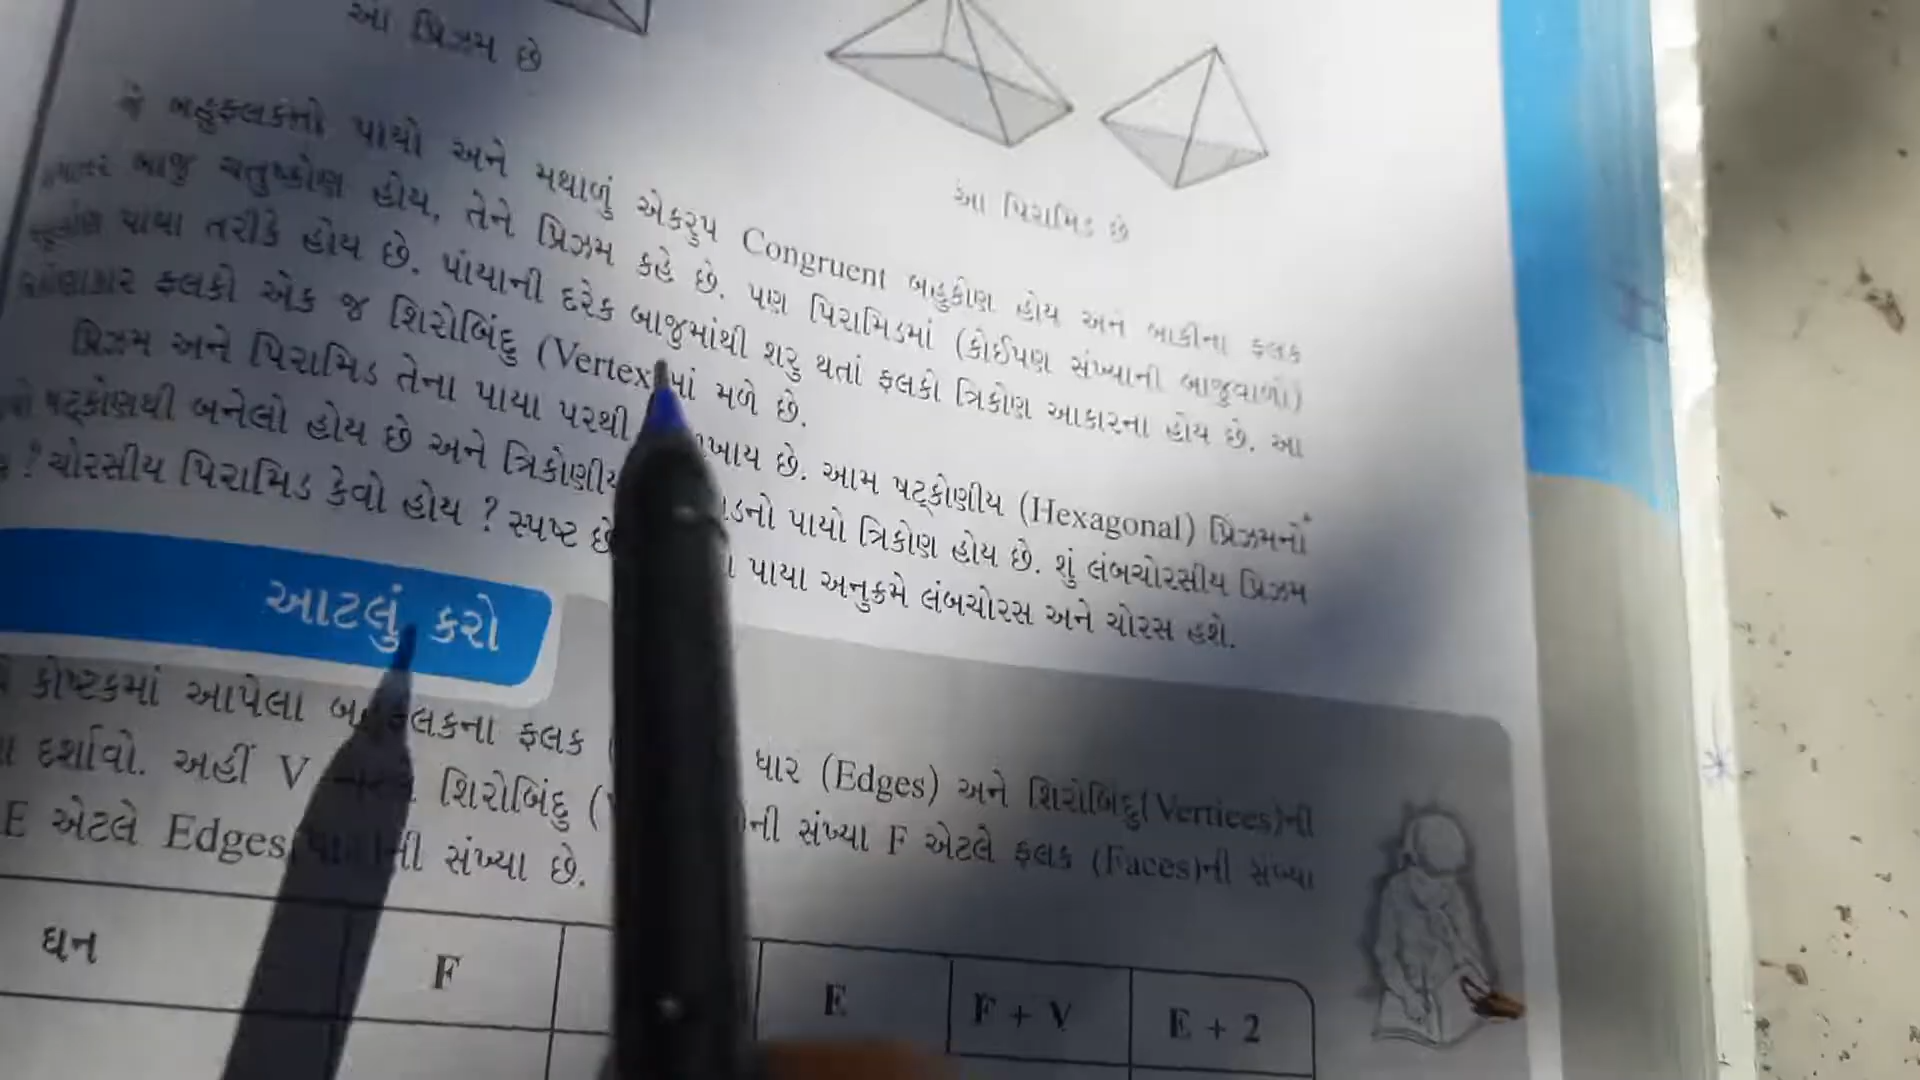 આ પ્રિઝમ છે
આ પિરામિડ છે
બહુફલકનો પાયો અને મથાળું એકરુપ Congruent બહુકોણ હોય અને બાકીના ફલક
બાજુ ચતુષ્કોણ હોય, તેને પ્રિઝમ કહે છે. પણ પિરામિડમાં (કોઈપણ સંખ્યાની બાજુવાળો)
પાયા તરીકે હોય છે. પાયાની દરેક બાજુમાંથી શરુ થતાં ફલકો ત્રિકોણ આકારના હોય છે. આ
ફલકો એક જ શિરોબિંદુ (Vertex માં મળે છે.
પ્રિઝમ અને પિરામિડ તેના પાયા પરથી ખાય છે. આમ ષટ્કોણીય (Hexagonal) પ્રિઝમનો
ષટ્કોણથી બનેલો હોય છે અને ત્રિકોણીય ડનો પાયો ત્રિકોણ હોય છે. શું લંબચોરસીય પ્રિઝમ
? ચોરસીય પિરામિડ કેવો હોય ? સ્પષ્ટ છે પાયા અનુક્રમે લંબચોરસ અને ચોરસ હશે.
આટલું કરો
કોષ્ટકમાં આપેલા બહુફલકના ફલક ધાર (Edges) અને શિરોબિંદુ(Vertices)ની
દર્શાવો. અહીં V શિરોબિંદુ ( )ની સંખ્યા F એટલે ફલક (Faces)ની સંખ્યા
E એટલે Edges ની સંખ્યા છે.
ઘન F E F + V E + 2